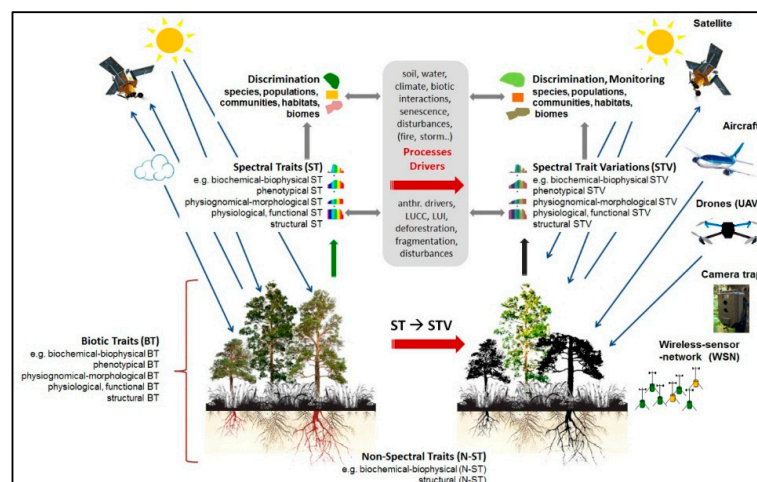 Satellite
Discrimination
species, populations,
communities, habitats,
biomes
soil, water,
climate, biotic
interactions,
senescence,
disturbances,
(fire, storm..)
Processes
Drivers
anthr. drivers,
LUCC, LUI,
deforestration,
fragmentation,
disturbances
Discrimination, Monitoring
species, populations,
communities, habitats,
biomes
Aircraft
Spectral Traits (ST)
e.g. biochemical-biophysical ST
phenotypical ST
physiognomical-morphological ST
physiological, functional ST
structural ST
Spectral Trait Variations (STV)
e.g. biochemical-biophysical STV
phenotypical STV
physiognomical-morphological STV
physiological, functional STV
structural STV
Drones (UAV
Camera trap
ST → STV
Biotic Traits (BT)
e.g. biochemical-biophysical BT
phenotypical BT
physiognomical-morphological BT
physiological, functional BT
structural BT
Wireless-sensor
-network (WSN)
Non-Spectral Traits (N-ST)
e.g. biochemical-biophysical (N-ST)
structural (N-ST)